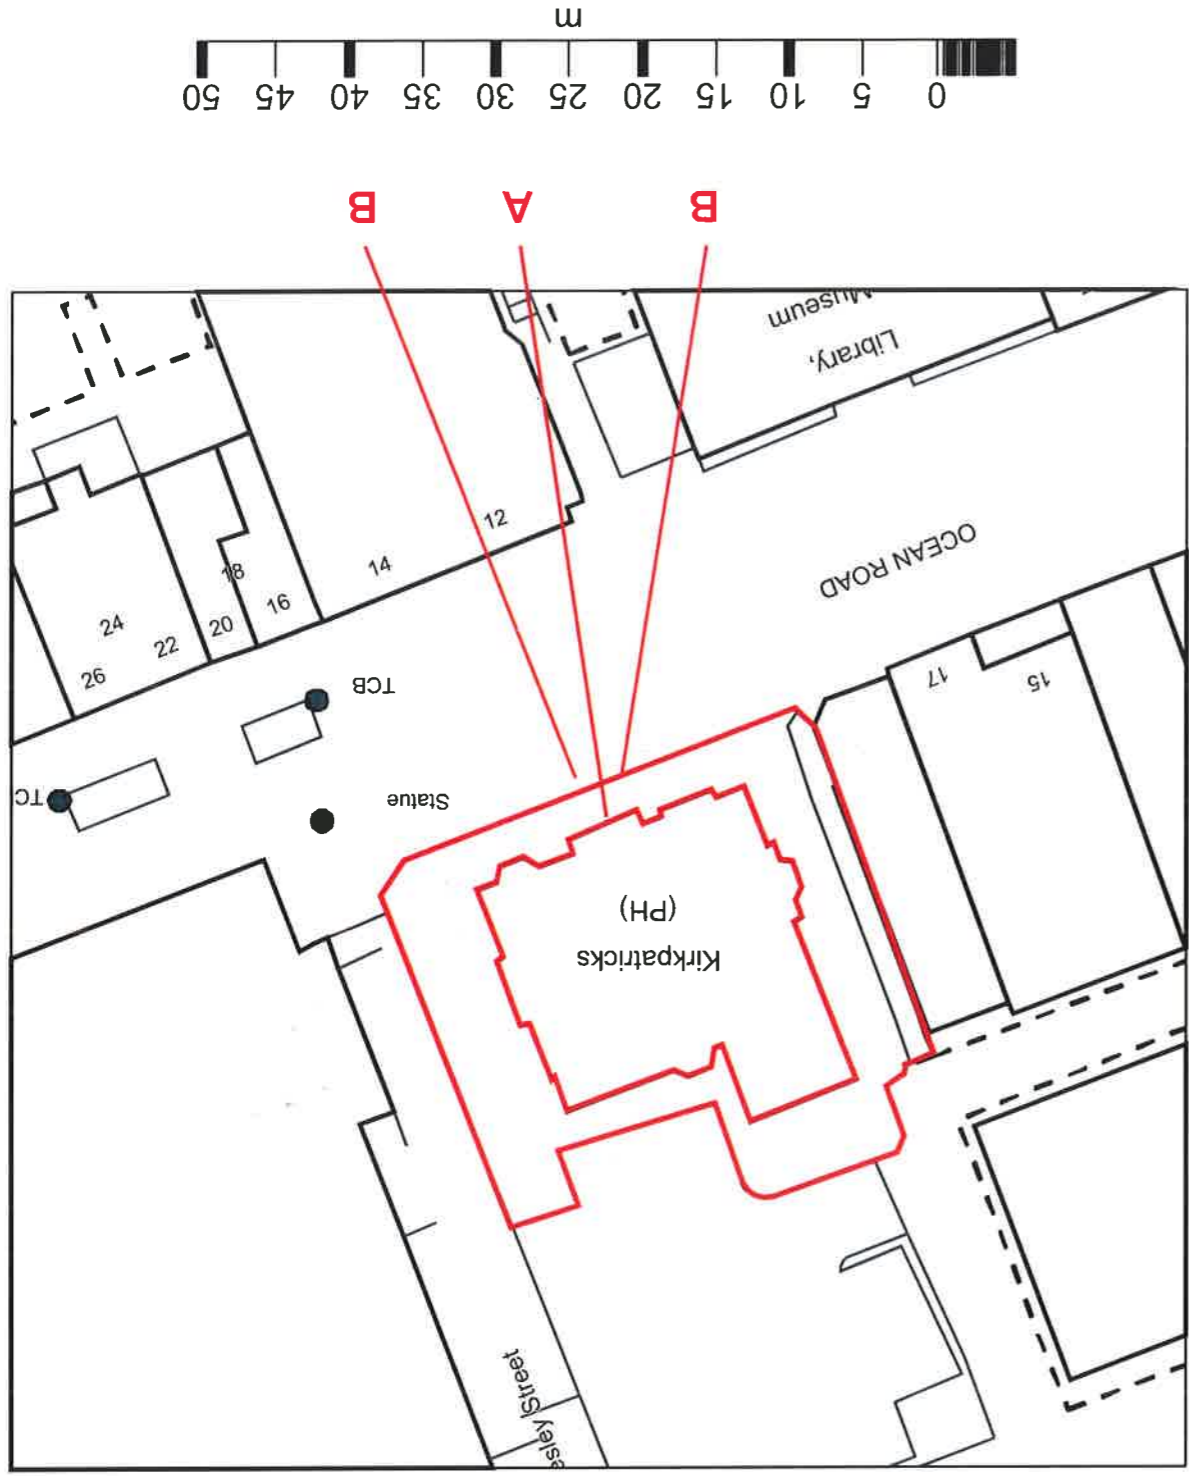 m
50 45 40 35 30 25 20 15 10 5 0
B A B
Library,
Museum
12
14
16
18
20
22
24
26
OCEAN ROAD
17
15
TCB
TC
Statue
Kirkpatricks
(PH)
esley Street